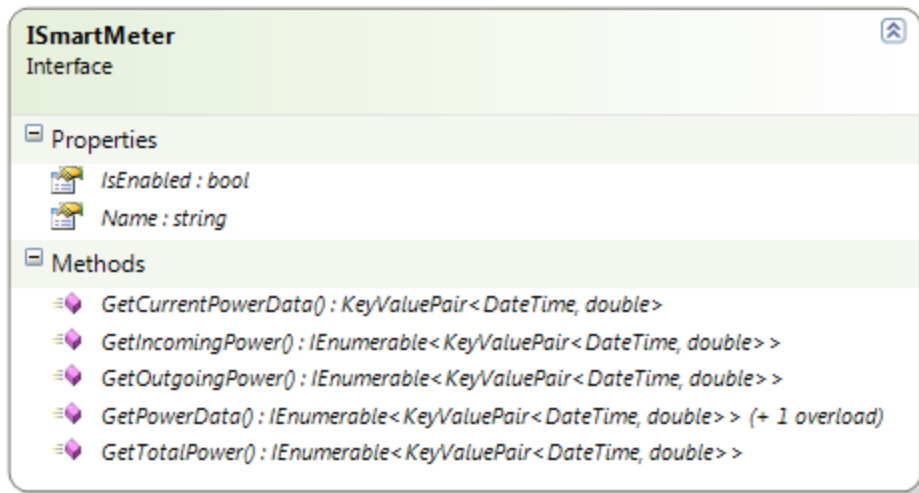 ISmartMeter
Interface
Properties
IsEnabled : bool
Name : string
Methods
GetCurrentPowerData() : KeyValuePair<DateTime, double>
GetIncomingPower() : IEnumerable<KeyValuePair<DateTime, double>>
GetOutgoingPower() : IEnumerable<KeyValuePair<DateTime, double>>
GetPowerData() : IEnumerable<KeyValuePair<DateTime, double>> (+ 1 overload)
GetTotalPower() : IEnumerable<KeyValuePair<DateTime, double>>